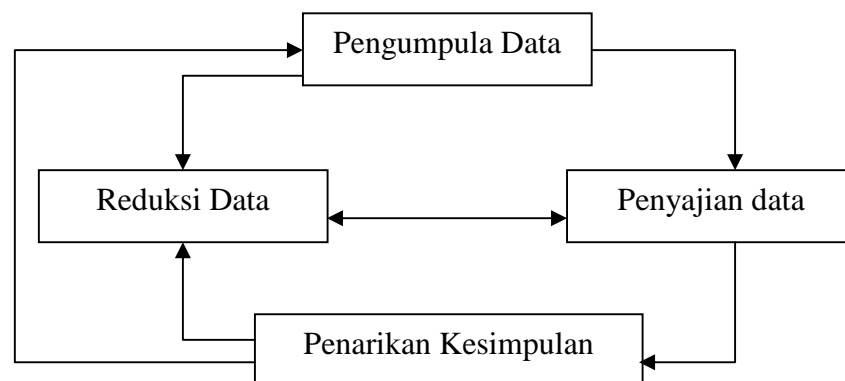 Pengumpula Data
Reduksi Data
Penyajian data
Penarikan Kesimpulan